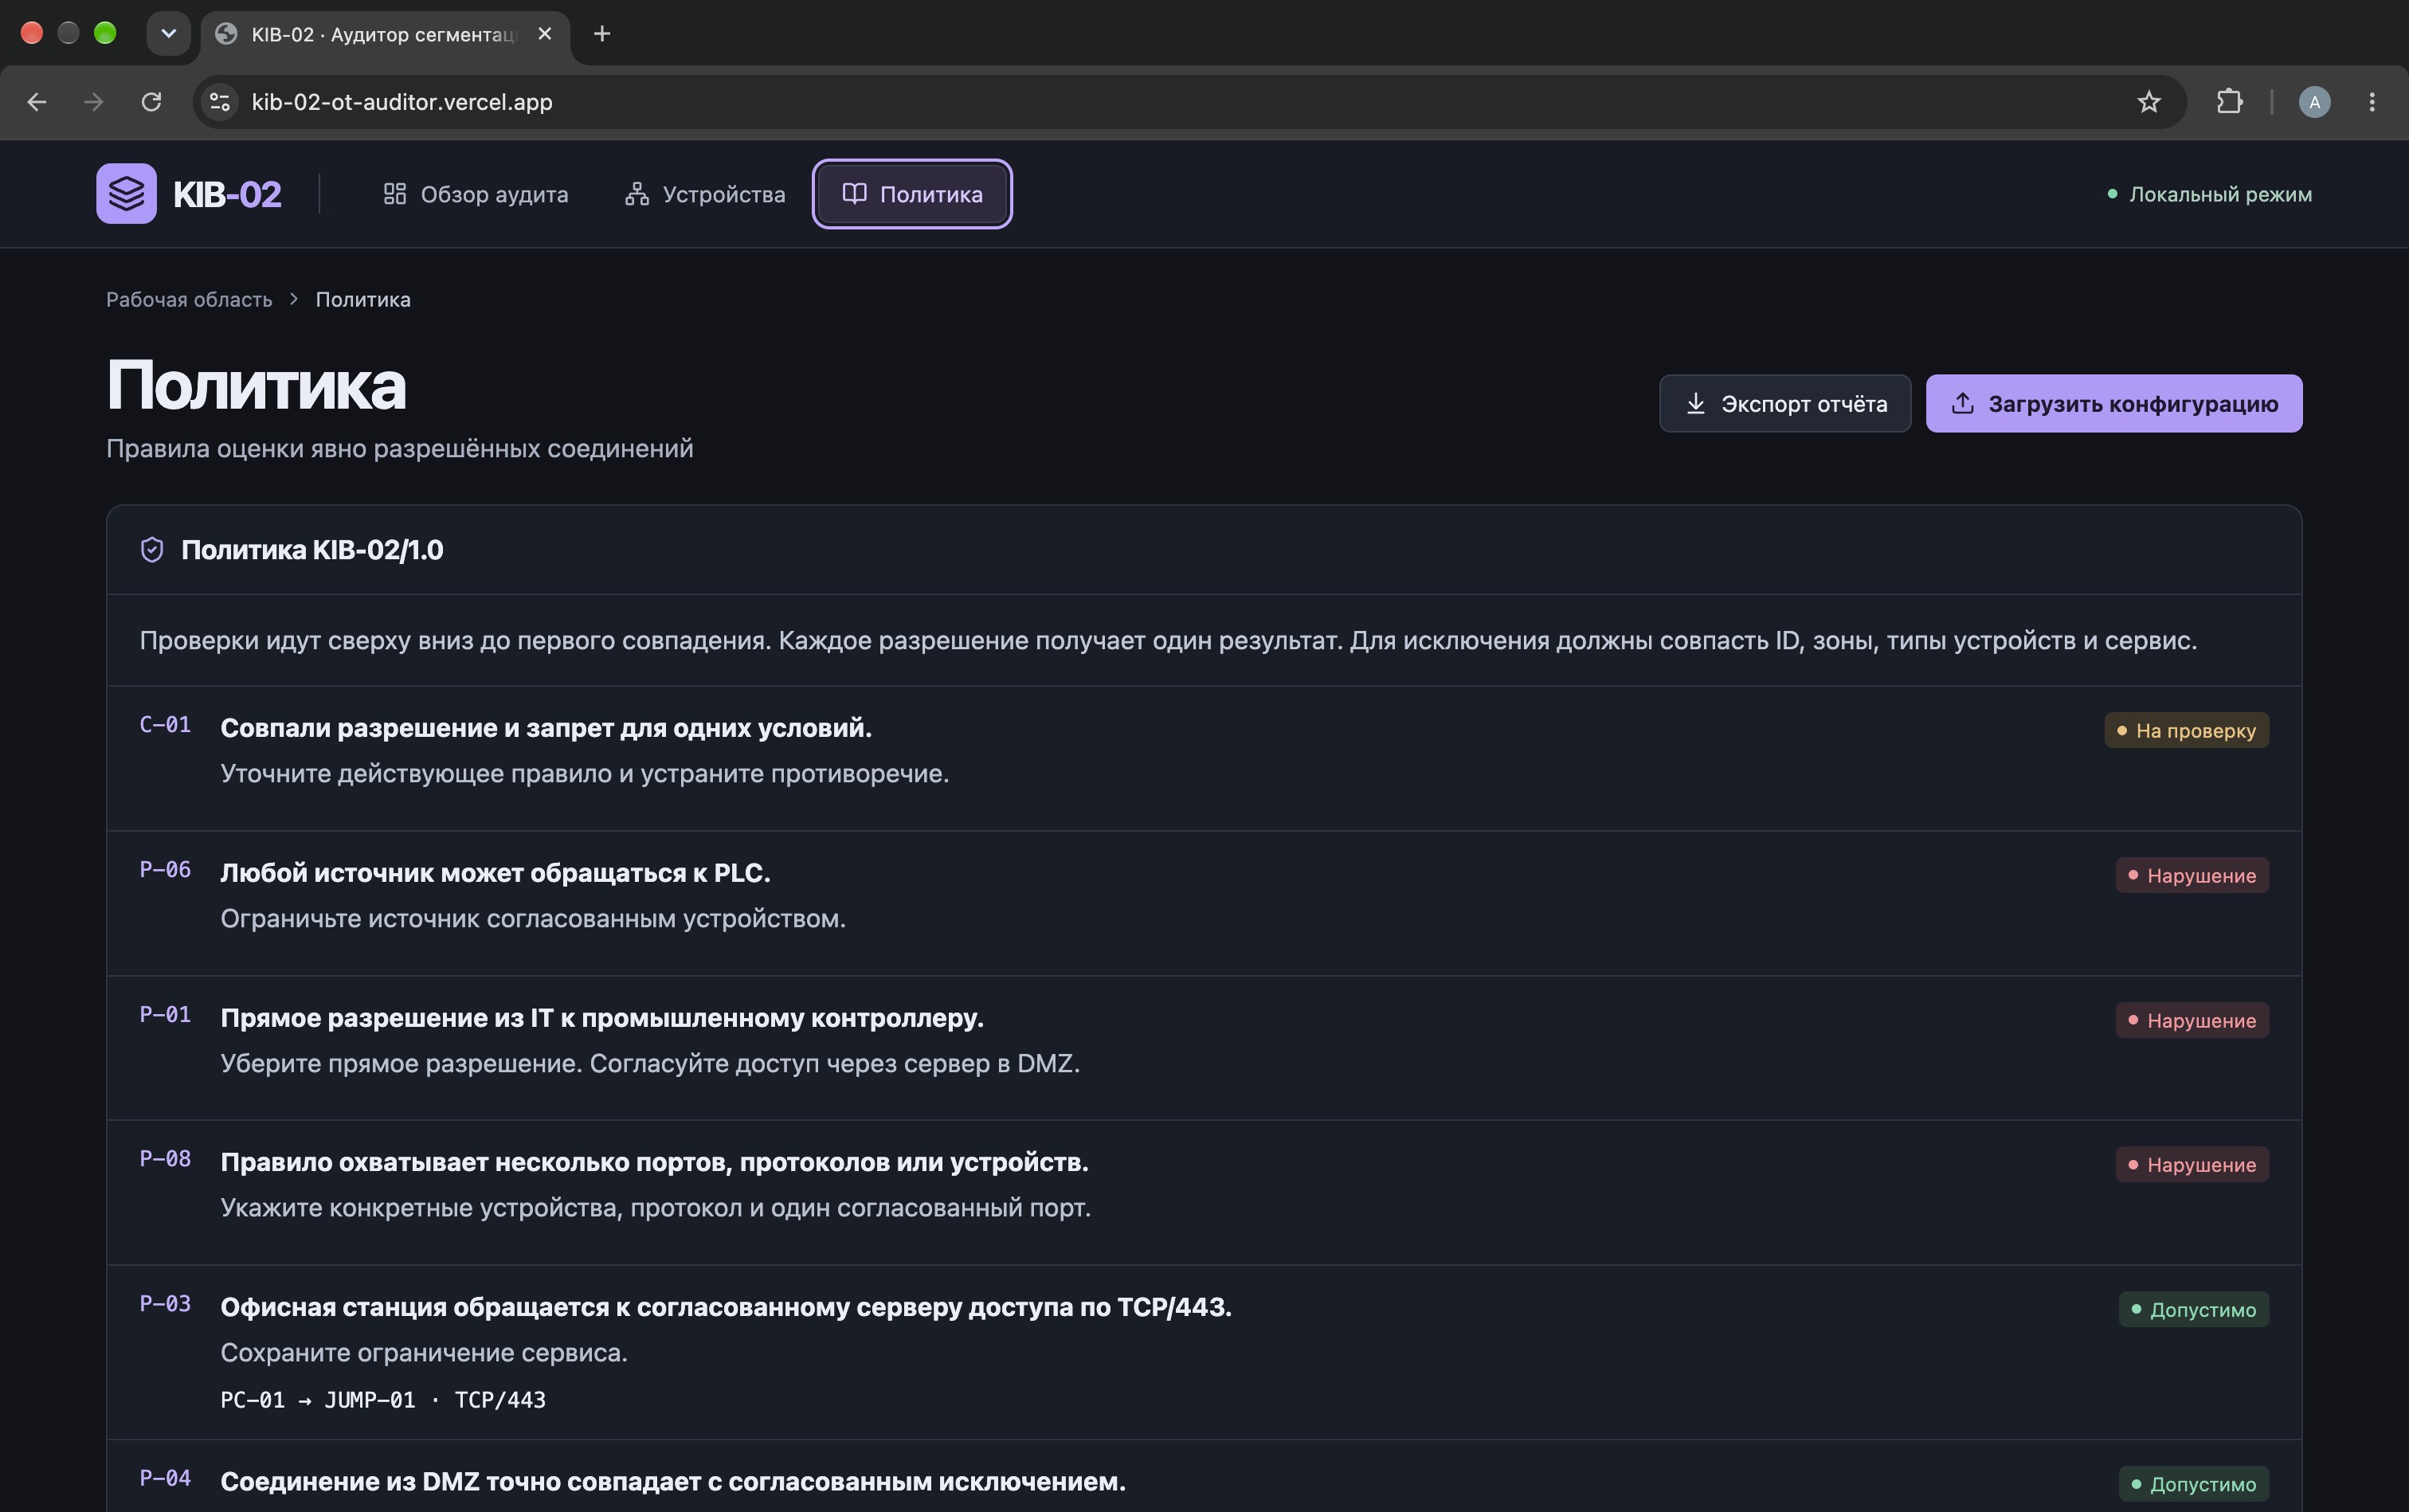 KIB-02 · Аудитор сегментац
kib-02-ot-auditor.vercel.app
A
KIB-02
Обзор аудита
Устройства
Политика
Локальный режим
Рабочая область > Политика
Политика
Правила оценки явно разрешённых соединений
Экспорт отчёта
Загрузить конфигурацию
Политика KIB-02/1.0
Проверки идут сверху вниз до первого совпадения. Каждое разрешение получает один результат. Для исключения должны совпасть ID, зоны, типы устройств и сервис.
C-01 Совпали разрешение и запрет для одних условий. На проверку
Уточните действующее правило и устраните противоречие.
P-06 Любой источник может обращаться к PLC. Нарушение
Ограничьте источник согласованным устройством.
P-01 Прямое разрешение из IT к промышленному контроллеру. Нарушение
Уберите прямое разрешение. Согласуйте доступ через сервер в DMZ.
P-08 Правило охватывает несколько портов, протоколов или устройств. Нарушение
Укажите конкретные устройства, протокол и один согласованный порт.
P-03 Офисная станция обращается к согласованному серверу доступа по TCP/443. Допустимо
Сохраните ограничение сервиса.
PC-01 → JUMP-01 · TCP/443
P-04 Соединение из DMZ точно совпадает с согласованным исключением. Допустимо